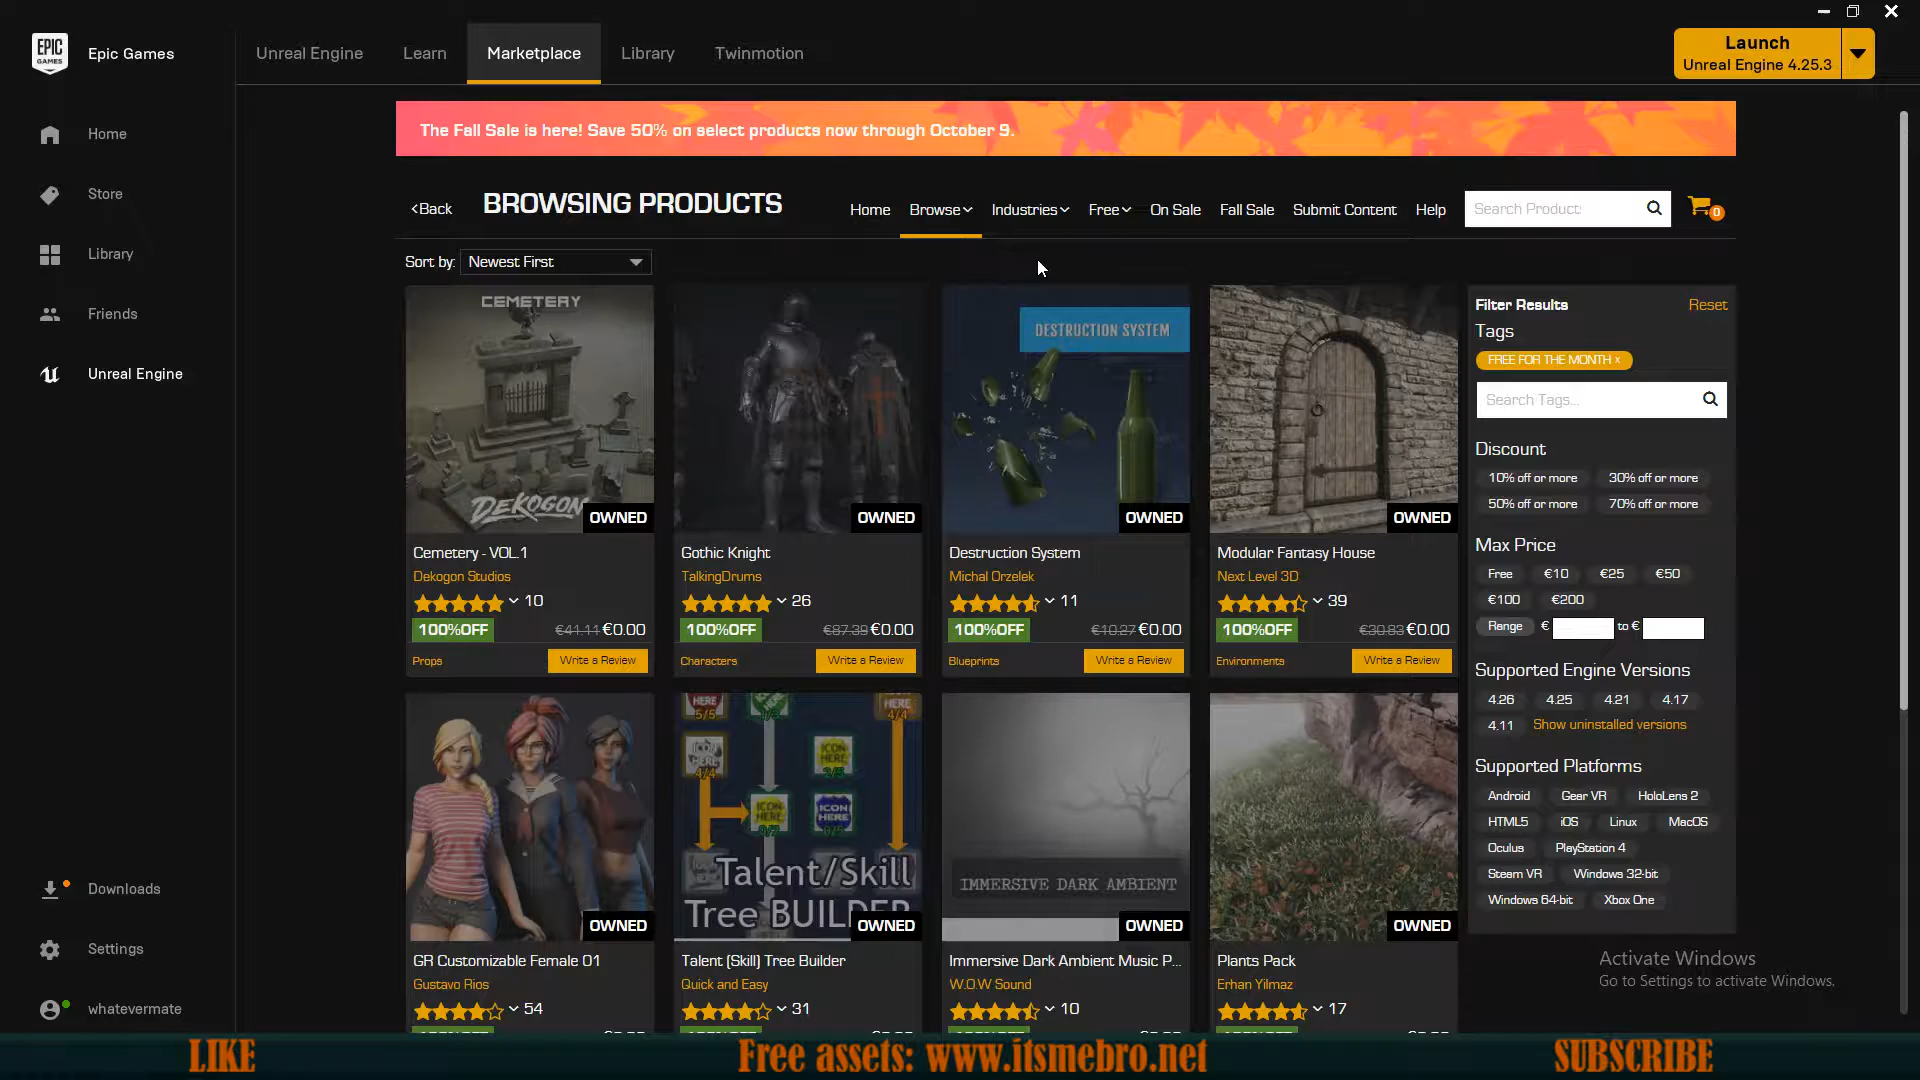 EPIC GAMES
Epic Games
Unreal Engine
Learn
Marketplace
Library
Twinmotion
Launch
Unreal Engine 4.25.3
Home
Store
Library
Friends
Unreal Engine
Downloads
Settings
whatevermate
The Fall Sale is here! Save 50% on select products now through October 9.
<Back
BROWSING PRODUCTS
Home
Browse
Industries
Free
On Sale
Fall Sale
Submit Content
Help
Search Product:
0
Sort by:
Newest First
CEMETERY
DEKOGON
OWNED
Cemetery - VOL.1
Dekogon Studios
10
100%OFF
€41.11 €0.00
Props
Write a Review
OWNED
Gothic Knight
TalkingDrums
26
100%OFF
€87.39 €0.00
Characters
Write a Review
DESTRUCTION SYSTEM
OWNED
Destruction System
Michal Orzelek
11
100%OFF
€10.27 €0.00
Blueprints
Write a Review
OWNED
Modular Fantasy House
Next Level 3D
39
100%OFF
€30.83 €0.00
Environments
Write a Review
OWNED
GR Customizable Female 01
Gustavo Rios
54
HERE
5/5
HERE
4/4
HERE
4/4
ICON
HERE
ICON
HERE
ICON
HERE
Talent/Skill
Tree BUILDER
OWNED
Talent (Skill) Tree Builder
Quick and Easy
31
IMMERSIVE DARK AMBIENT
OWNED
Immersive Dark Ambient Music P...
W.O.W Sound
10
OWNED
Plants Pack
Erhan Yilmaz
17
Filter Results
Reset
Tags
FREE FOR THE MONTH x
Search Tags...
Discount
10% off or more
30% off or more
50% off or more
70% off or more
Max Price
Free
€10
€25
€50
€100
€200
Range
€
to €
Supported Engine Versions
4.26
4.25
4.21
4.17
4.11
Show uninstalled versions
Supported Platforms
Android
Gear VR
HoloLens 2
HTML5
iOS
Linux
MacOS
Oculus
PlayStation 4
Steam VR
Windows 32-bit
Windows 64-bit
Xbox One
Activate Windows
Go to Settings to activate Windows.
LIKE
Free assets: www.itsmebro.net
SUBSCRIBE